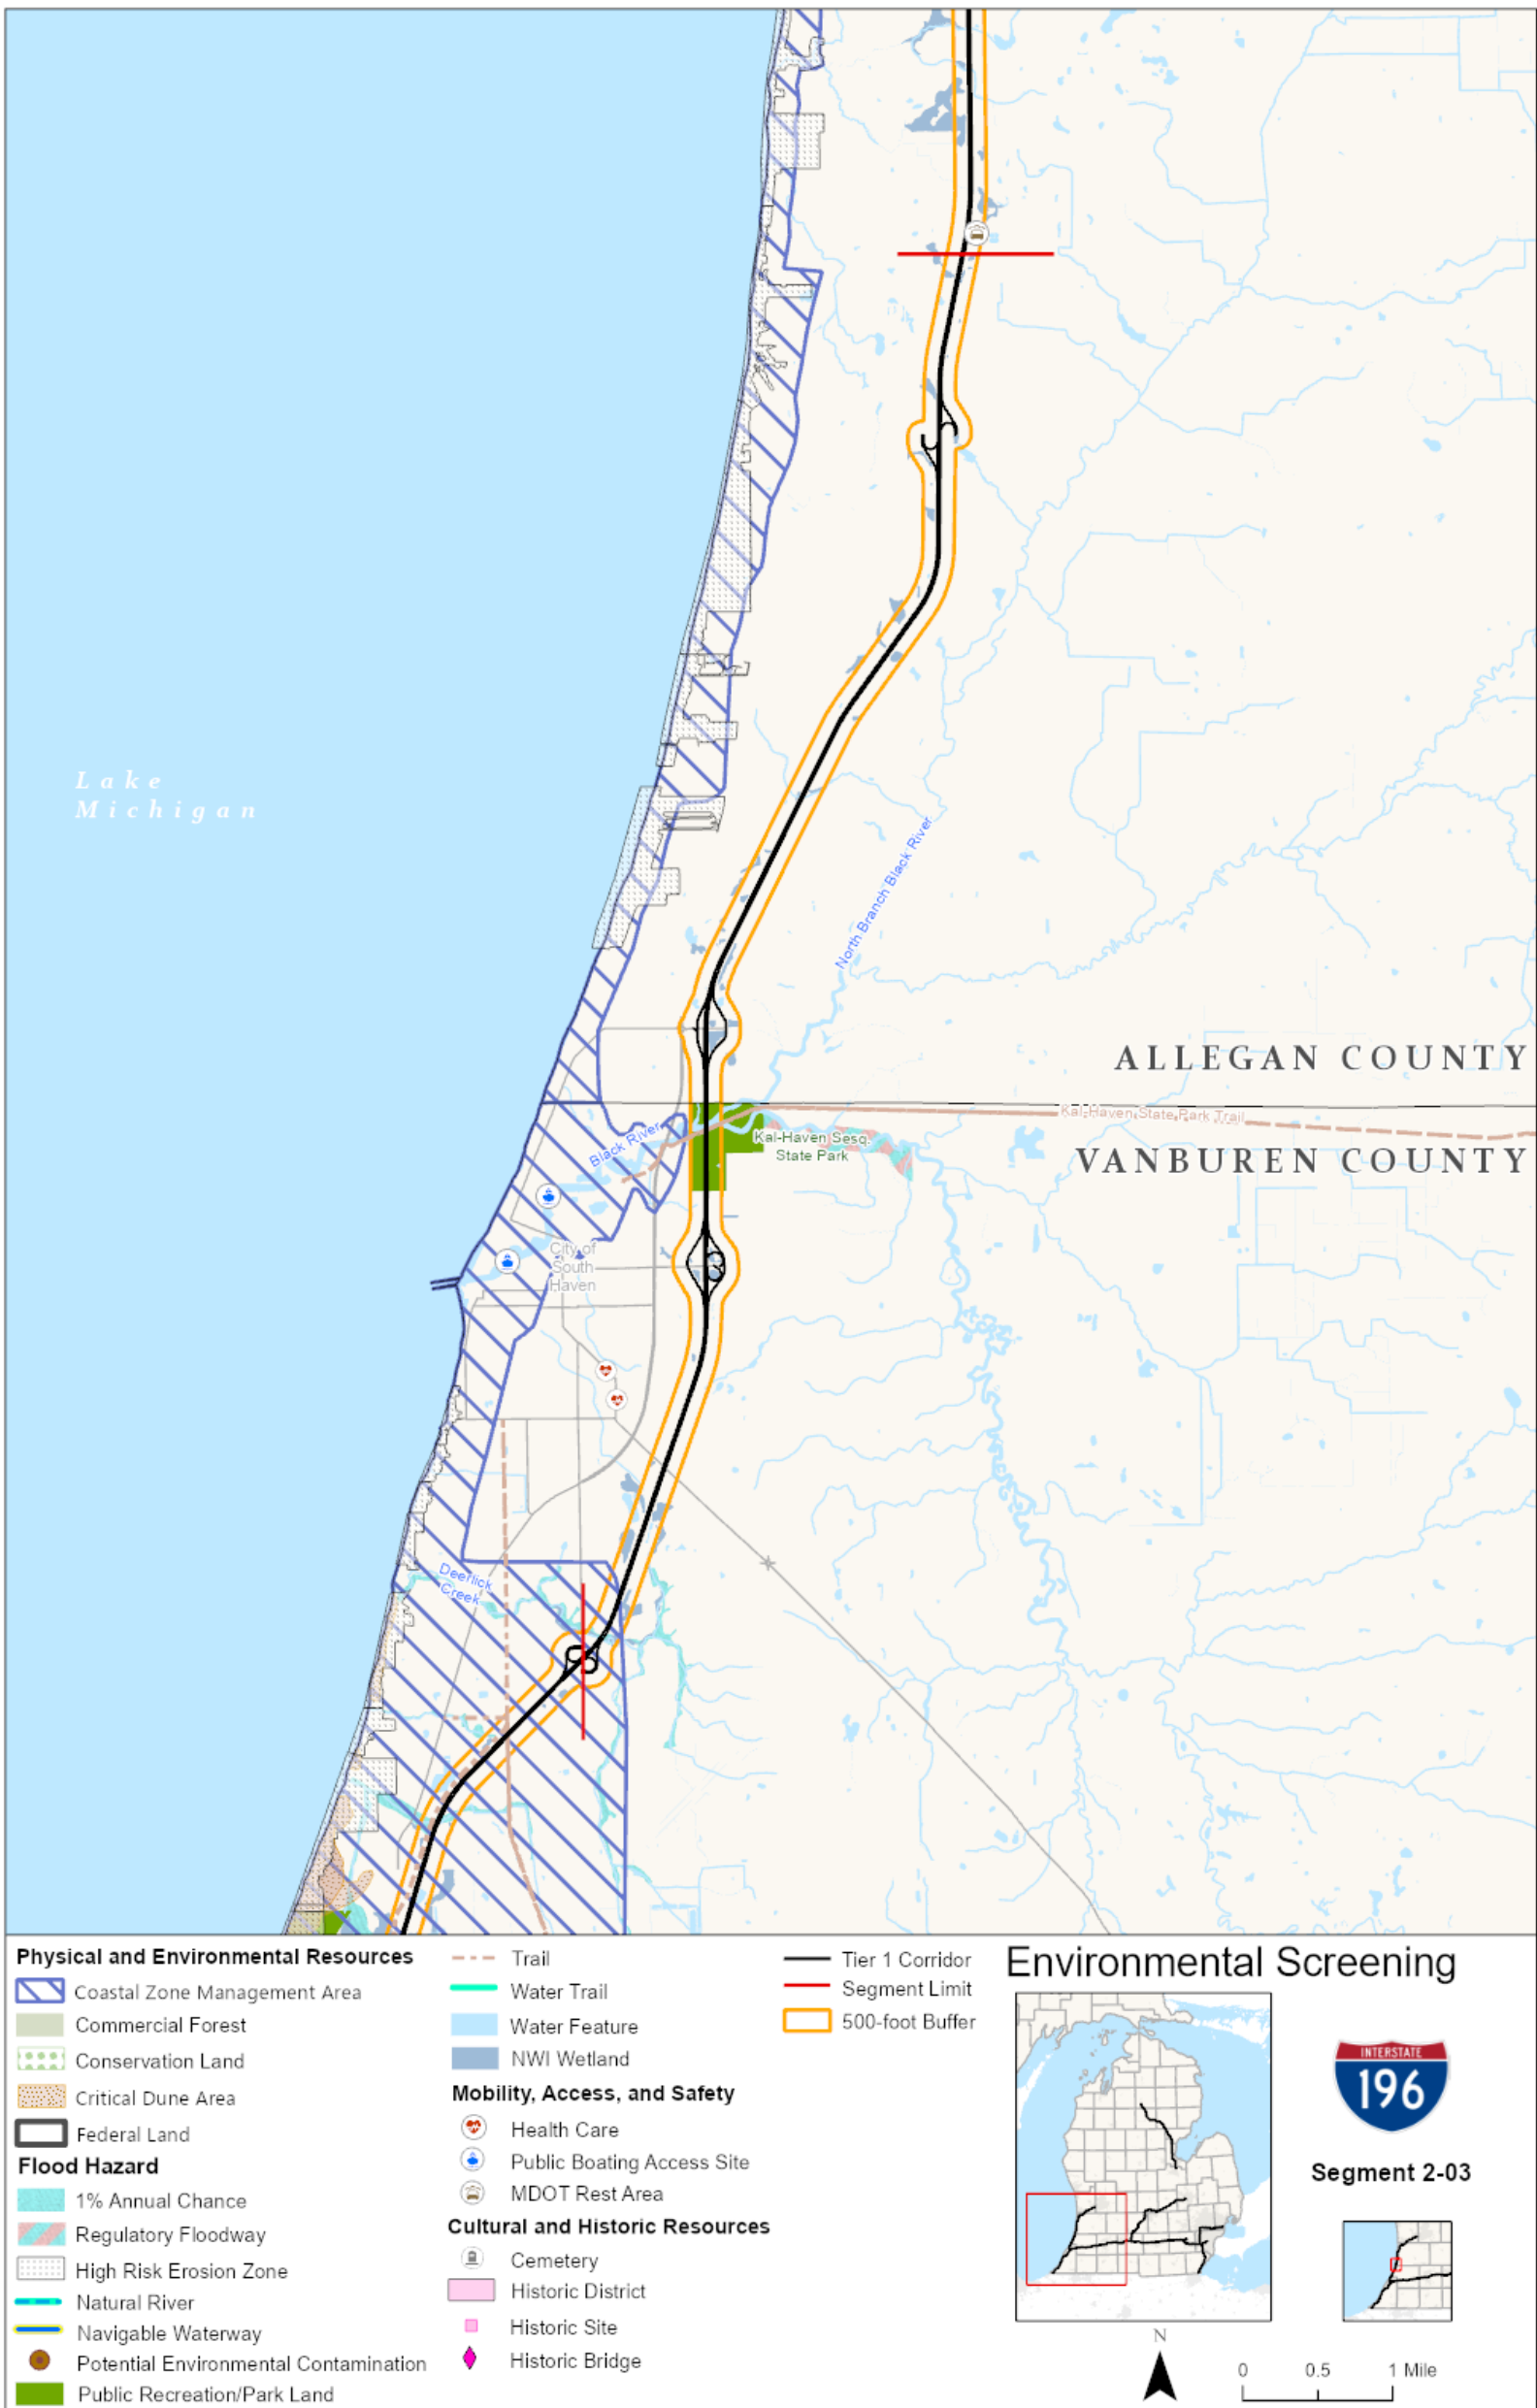 Lake
Michigan
North Branch Black River
ALLEGAN COUNTY
Kal-Haven State Park Trail
Black River
Kal-Haven Sesq.
State Park
VANBUREN COUNTY
City of
South
Haven
Deerlick
Creek
Physical and Environmental Resources
Coastal Zone Management Area
Commercial Forest
Conservation Land
Critical Dune Area
Federal Land
Flood Hazard
1% Annual Chance
Regulatory Floodway
High Risk Erosion Zone
Natural River
Navigable Waterway
Potential Environmental Contamination
Public Recreation/Park Land
Trail
Water Trail
Water Feature
NWI Wetland
Mobility, Access, and Safety
Health Care
Public Boating Access Site
MDOT Rest Area
Cultural and Historic Resources
Cemetery
Historic District
Historic Site
Historic Bridge
Tier 1 Corridor
Segment Limit
500-foot Buffer
Environmental Screening
INTERSTATE
196
Segment 2-03
N
0 0.5 1 Mile